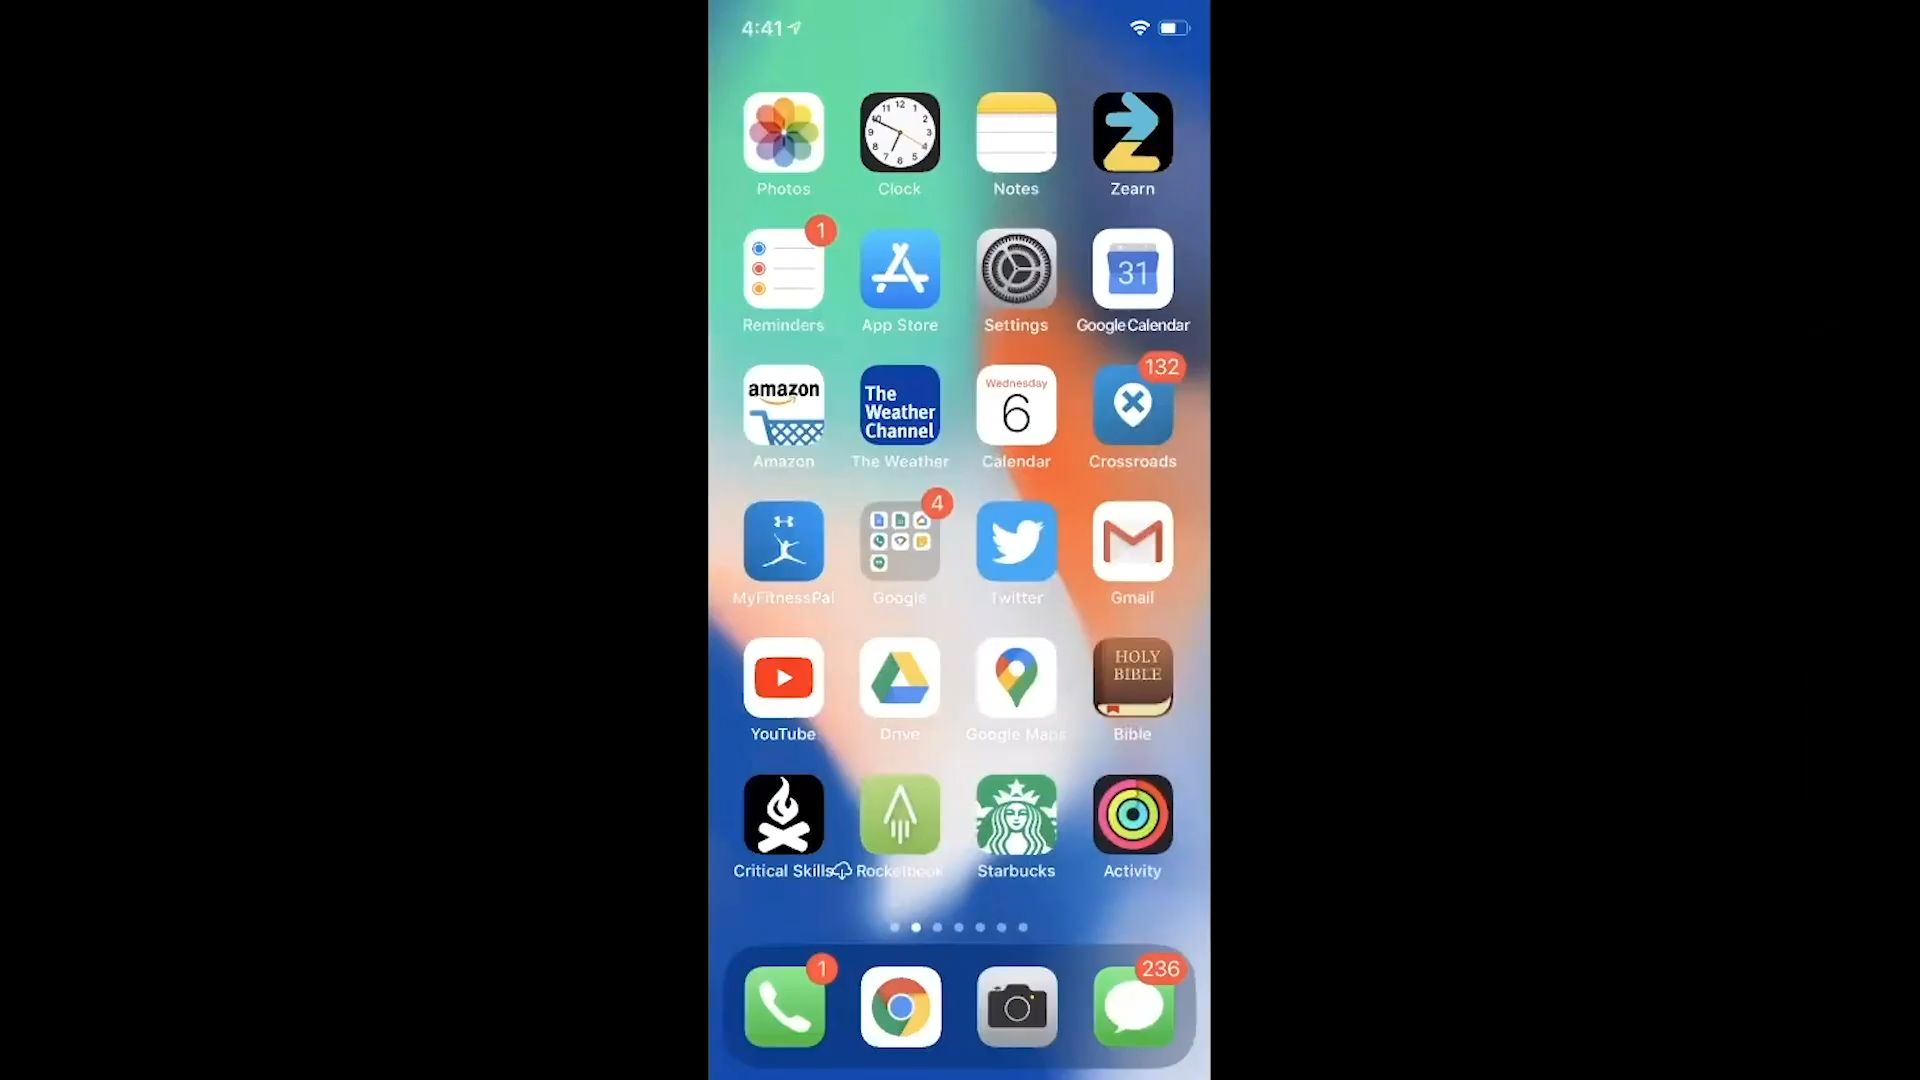 4:41
Photos
Clock
Notes
Zearn
1
Reminders
App Store
31
Settings
Google Calendar
amazon
The
Weather
Channel
Wednesday
6
132
Amazon
The Weather
Calendar
Crossroads
4
MyFitnessPal
Google
Twitter
Gmail
HOLY
BIBLE
YouTube
Drive
Google Maps
Bible
Critical Skills
Rocketbook
Starbucks
Activity
1
236